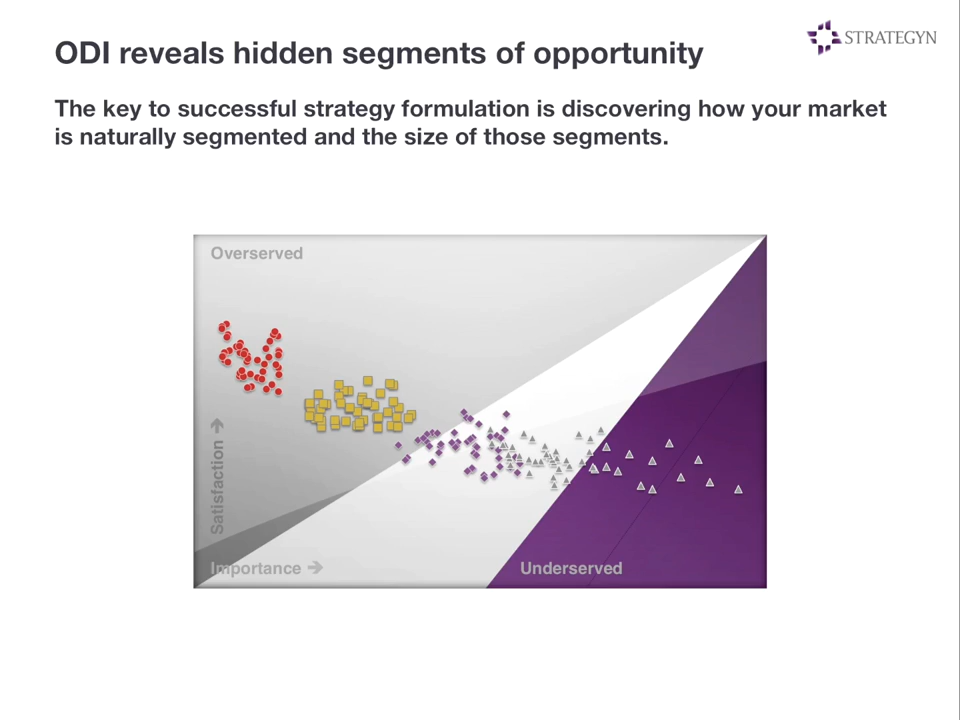 ODI reveals hidden segments of opportunity
STRATEGYN
The key to successful strategy formulation is discovering how your market
is naturally segmented and the size of those segments.
Overserved
Satisfaction ➔
Importance ➔
Underserved